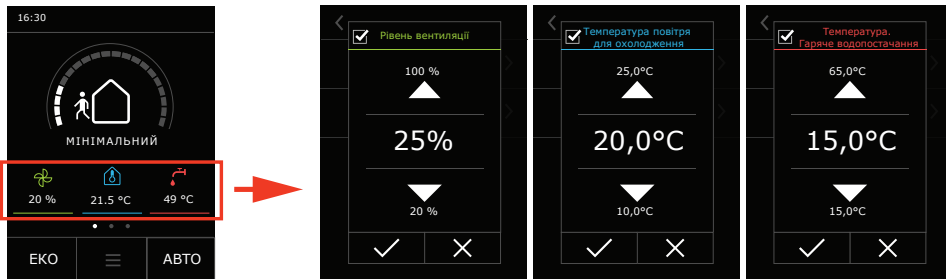 16:30
МІНІМАЛЬНИЙ
20 %
21.5 °C
49 °C
ЕКО
АВТО
Рівень вентиляції
100 %
25%
20 %
Температура повітря
для охолодження
25,0°C
20,0°C
10,0°C
Температура.
Гаряче водопостачання
65,0°C
15,0°C
15,0°C